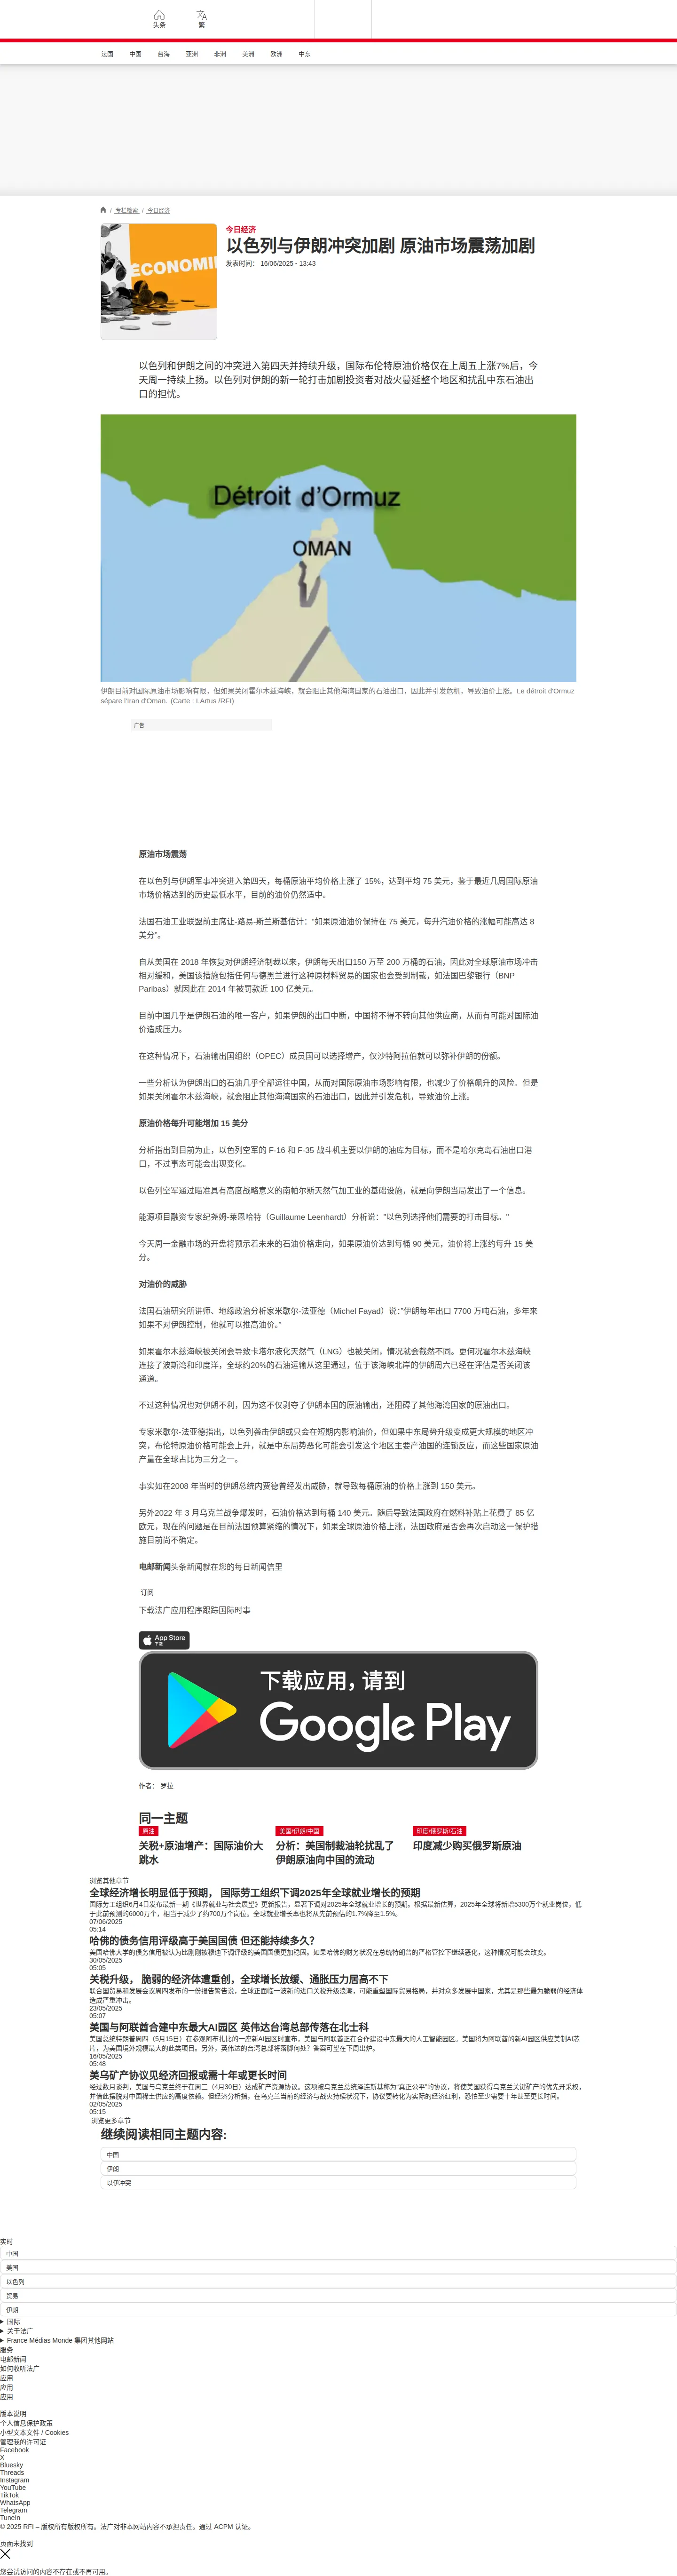 头条
繁
法国 中国 台海 亚洲 非洲 美洲 欧洲 中东
/ 专栏检索 / 今日经济
ECONOMI
今日经济
以色列与伊朗冲突加剧 原油市场震荡加剧
发表时间： 16/06/2025 - 13:43
以色列和伊朗之间的冲突进入第四天并持续升级，国际布伦特原油价格仅在上周五上涨7%后，今
天周一持续上扬。以色列对伊朗的新一轮打击加剧投资者对战火蔓延整个地区和扰乱中东石油出
口的担忧。
Détroit d'Ormuz
OMAN
伊朗目前对国际原油市场影响有限，但如果关闭霍尔木兹海峡，就会阻止其他海湾国家的石油出口，因此并引发危机，导致油价上涨。Le détroit d'Ormuz
sépare l'Iran d'Oman. (Carte : I.Artus /RFI)
广告
原油市场震荡
在以色列与伊朗军事冲突进入第四天，每桶原油平均价格上涨了 15%，达到平均 75 美元，鉴于最近几周国际原油
市场价格达到的历史最低水平，目前的油价仍然适中。
法国石油工业联盟前主席让-路易-斯兰斯基估计：“如果原油油价保持在 75 美元，每升汽油价格的涨幅可能高达 8
美分”。
自从美国在 2018 年恢复对伊朗经济制裁以来，伊朗每天出口150 万至 200 万桶的石油，因此对全球原油市场冲击
相对缓和，美国该措施包括任何与德黑兰进行这种原材料贸易的国家也会受到制裁，如法国巴黎银行（BNP
Paribas）就因此在 2014 年被罚款近 100 亿美元。
目前中国几乎是伊朗石油的唯一客户，如果伊朗的出口中断，中国将不得不转向其他供应商，从而有可能对国际油
价造成压力。
在这种情况下，石油输出国组织（OPEC）成员国可以选择增产，仅沙特阿拉伯就可以弥补伊朗的份额。
一些分析认为伊朗出口的石油几乎全部运往中国，从而对国际原油市场影响有限，也减少了价格飙升的风险。但是
如果关闭霍尔木兹海峡，就会阻止其他海湾国家的石油出口，因此并引发危机，导致油价上涨。
原油价格每升可能增加 15 美分
分析指出到目前为止，以色列空军的 F-16 和 F-35 战斗机主要以伊朗的油库为目标，而不是哈尔克岛石油出口港
口，不过事态可能会出现变化。
以色列空军通过瞄准具有高度战略意义的南帕尔斯天然气加工业的基础设施，就是向伊朗当局发出了一个信息。
能源项目融资专家纪尧姆-莱恩哈特（Guillaume Leenhardt）分析说：“以色列选择他们需要的打击目标。”
今天周一金融市场的开盘将预示着未来的石油价格走向，如果原油价达到每桶 90 美元，油价将上涨约每升 15 美
分。
对油价的威胁
法国石油研究所讲师、地缘政治分析家米歇尔-法亚德（Michel Fayad）说：“伊朗每年出口 7700 万吨石油，多年来
如果不对伊朗控制，他就可以推高油价。”
如果霍尔木兹海峡被关闭会导致卡塔尔液化天然气（LNG）也被关闭，情况就会截然不同。更何况霍尔木兹海峡
连接了波斯湾和印度洋，全球约20%的石油运输从这里通过，位于该海峡北岸的伊朗周六已经在评估是否关闭该
通道。
不过这种情况也对伊朗不利，因为这不仅剥夺了伊朗本国的原油输出，还阻碍了其他海湾国家的原油出口。
专家米歇尔-法亚德指出，以色列袭击伊朗或只会在短期内影响油价，但如果中东局势升级变成更大规模的地区冲
突，布伦特原油价格可能会上升，就是中东局势恶化可能会引发这个地区主要产油国的连锁反应，而这些国家原油
产量在全球占比为三分之一。
事实如在2008 年当时的伊朗总统内贾德曾经发出威胁，就导致每桶原油的价格上涨到 150 美元。
另外2022 年 3 月乌克兰战争爆发时，石油价格达到每桶 140 美元。随后导致法国政府在燃料补贴上花费了 85 亿
欧元，现在的问题是在目前法国预算紧缩的情况下，如果全球原油价格上涨，法国政府是否会再次启动这一保护措
施目前尚不确定。
电邮新闻头条新闻就在您的每日新闻信里
订阅
下载法广应用程序跟踪国际时事
App Store
下载
下载应用，请到
Google Play
作者： 罗拉
同一主题
原油
关税+原油增产：国际油价大
跳水
美国/伊朗/中国
分析：美国制裁油轮扰乱了
伊朗原油向中国的流动
印度/俄罗斯/石油
印度减少购买俄罗斯原油
浏览其他章节
全球经济增长明显低于预期， 国际劳工组织下调2025年全球就业增长的预期
国际劳工组织6月4日发布最新一期《世界就业与社会展望》更新报告，显著下调对2025年全球就业增长的预期。根据最新估算，2025年全球将新增5300万个就业岗位，低
于此前预测的6000万个，相当于减少了约700万个岗位。全球就业增长率也将从先前预估的1.7%降至1.5%。
07/06/2025
05:14
哈佛的债务信用评级高于美国国债 但还能持续多久?
美国哈佛大学的债务信用被认为比刚刚被穆迪下调评级的美国国债更加稳固。如果哈佛的财务状况在总统特朗普的严格管控下继续恶化，这种情况可能会改变。
30/05/2025
05:05
关税升级， 脆弱的经济体遭重创，全球增长放缓、通胀压力居高不下
联合国贸易和发展会议周四发布的一份报告警告说，全球正面临一波新的进口关税升级浪潮，可能重塑国际贸易格局，并对众多发展中国家，尤其是那些最为脆弱的经济体
造成严重冲击。
23/05/2025
05:07
美国与阿联酋合建中东最大AI园区 英伟达台湾总部传落在北士科
美国总统特朗普周四（5月15日）在参观阿布扎比的一座新AI园区时宣布，美国与阿联酋正在合作建设中东最大的人工智能园区。美国将为阿联酋的新AI园区供应美制AI芯
片，为美国境外规模最大的此类项目。另外，英伟达的台湾总部将落脚何处？答案可望在下周出炉。
16/05/2025
05:48
美乌矿产协议见经济回报或需十年或更长时间
经过数月谈判，美国与乌克兰终于在周三（4月30日）达成矿产资源协议。这项被乌克兰总统泽连斯基称为“真正公平”的协议，将使美国获得乌克兰关键矿产的优先开采权，
并借此摆脱对中国稀土供应的高度依赖。但经济分析指，在乌克兰当前的经济与战火持续状况下，协议要转化为实际的经济红利，恐怕至少需要十年甚至更长时间。
02/05/2025
05:15
浏览更多章节
继续阅读相同主题内容:
中国
伊朗
以伊冲突
实时
中国
美国
以色列
贸易
伊朗
国际
关于法广
France Médias Monde 集团其他网站
服务
电邮新闻
如何收听法广
应用
应用
应用
版本说明
个人信息保护政策
小型文本文件 / Cookies
管理我的许可证
Facebook
X
Bluesky
Threads
Instagram
YouTube
TikTok
WhatsApp
Telegram
TuneIn
© 2025 RFI – 版权所有版权所有。法广对非本网站内容不承担责任。通过 ACPM 认证。
页面未找到
您尝试访问的内容不存在或不再可用。